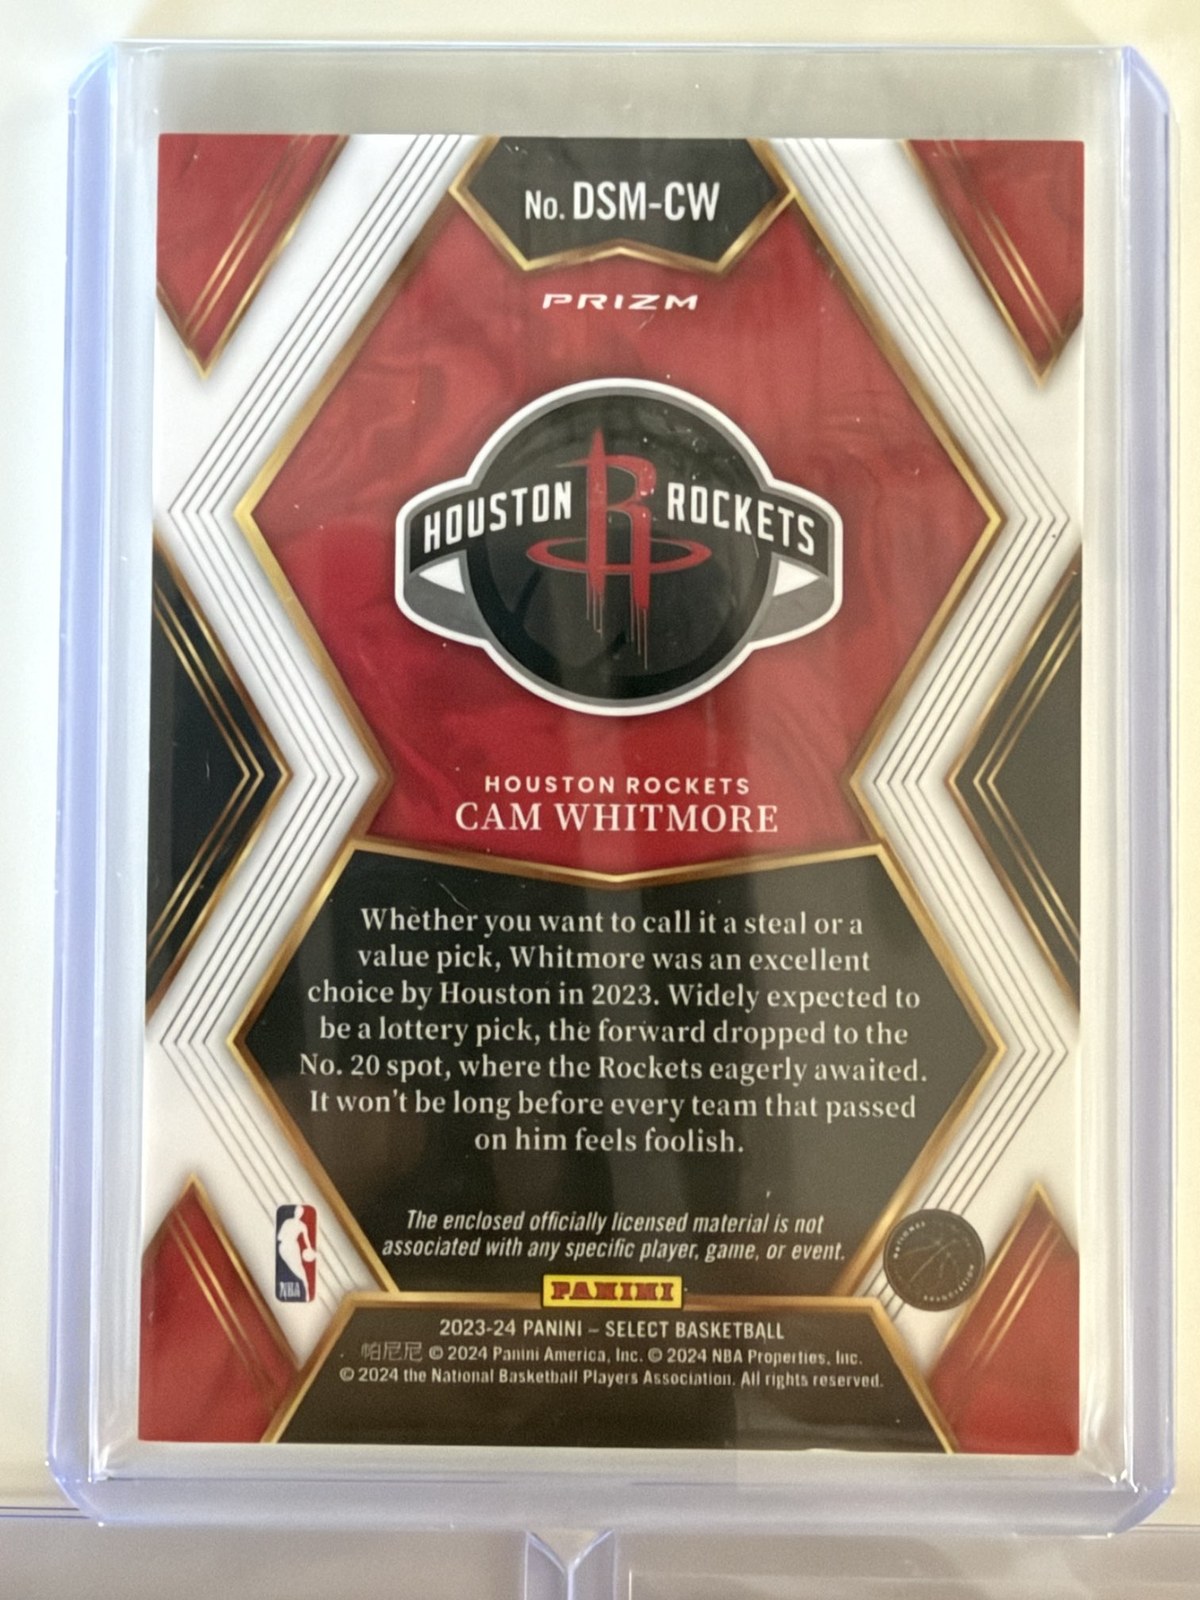 No. DSM-CW
PRIZM
HOUSTON R ROCKETS
HOUSTON ROCKETS
CAM WHITMORE
Whether you want to call it a steal or a
value pick, Whitmore was an excellent
choice by Houston in 2023. Widely expected to
be a lottery pick, the forward dropped to the
No. 20 spot, where the Rockets eagerly awaited.
It won't be long before every team that passed
on him feels foolish.
The enclosed officially licensed material is not
associated with any specific player, game, or event.
NBA
PANINI
2023-24 PANINI – SELECT BASKETBALL
帕尼尼 © 2024 Panini America, Inc. © 2024 NBA Properties, Inc.
© 2024 the National Basketball Players Association. All rights reserved.